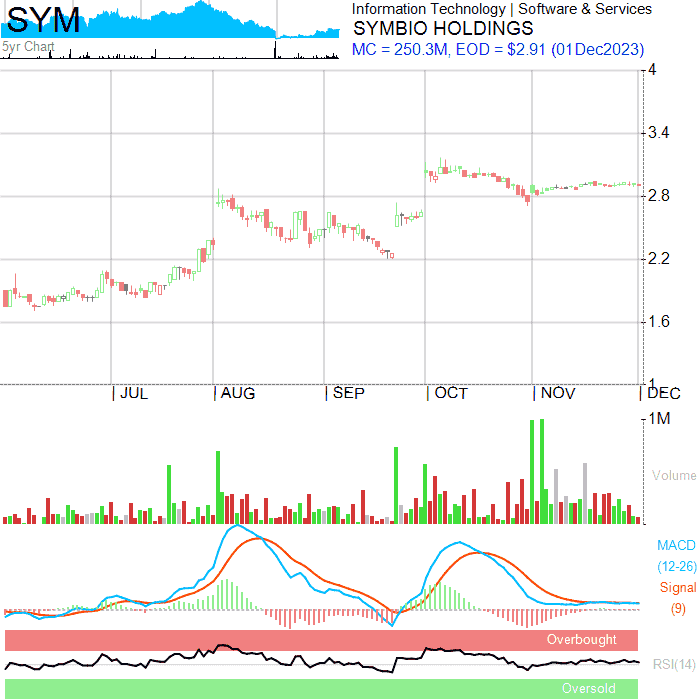 SYM
5yr Chart
Information Technology | Software & Services
SYMBIO HOLDINGS
MC = 250.3M, EOD = $2.91 (01Dec2023)
4
3.4
2.8
2.2
1.6
1
JUL AUG SEP OCT NOV DEC
1M
Volume
MACD
(12-26)
Signal
(9)
Overbought
RSI(14)
Oversold